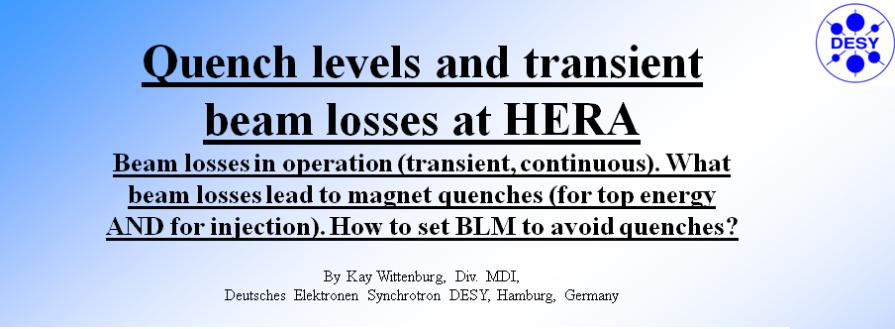 DESY
Quench levels and transient
beam losses at HERA
Beam losses in operation (transient, continuous). What
beam losses lead to magnet quenches (for top energy
AND for injection). How to set BLM to avoid quenches?
By Kay Wittenburg, Div. MDI,
Deutsches Elektronen Synchrotron DESY, Hamburg, Germany